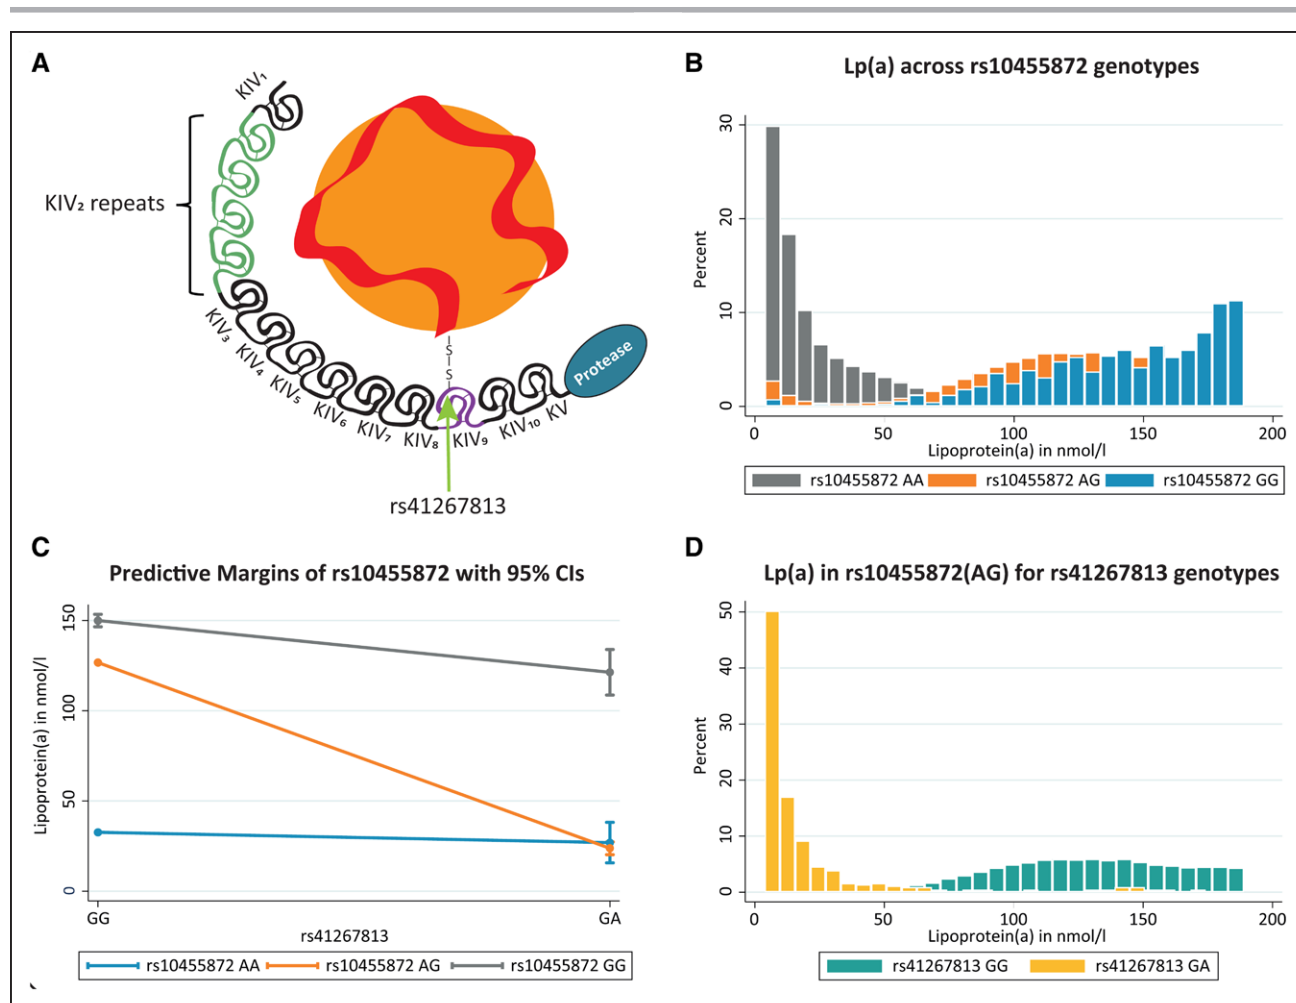 A
KIV₁
KIV₂ repeats
KIV₃
KIV₄
KIV₅
KIV₆
KIV₇
KIV₈
KIV₉
KIV₁₀
KV
S
S
Protease
rs41267813
B
Lp(a) across rs10455872 genotypes
Percent
30
20
10
0
0 50 100 150 200
Lipoprotein(a) in nmol/l
rs10455872 AA rs10455872 AG rs10455872 GG
C
Predictive Margins of rs10455872 with 95% CIs
Lipoprotein(a) in nmol/l
150
100
50
0
GG GA
rs41267813
rs10455872 AA rs10455872 AG rs10455872 GG
D
Lp(a) in rs10455872(AG) for rs41267813 genotypes
Percent
50
40
30
20
10
0
0 50 100 150 200
Lipoprotein(a) in nmol/l
rs41267813 GG rs41267813 GA